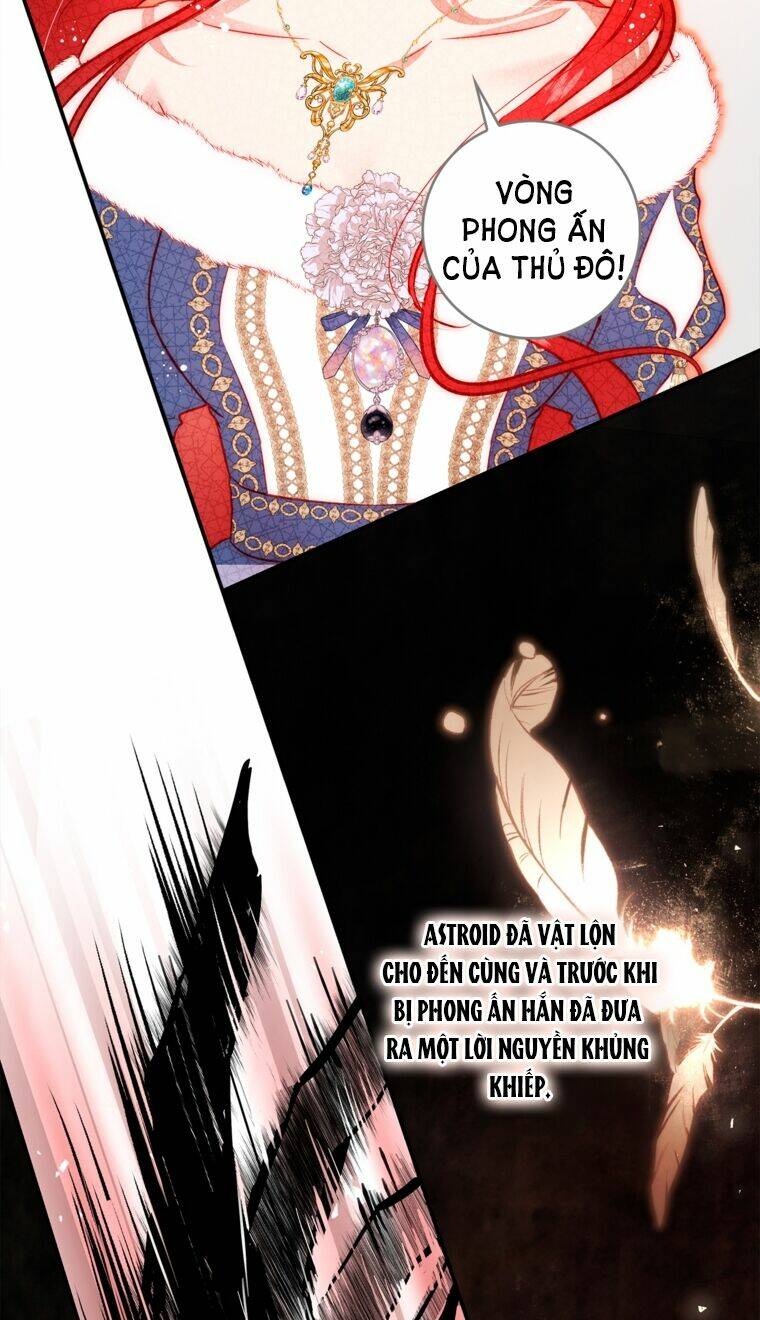 VÒNG
PHONG ẤN
CỦA THỦ ĐÔ!
ASTROID ĐÃ VẬT LỘN
CHO ĐẾN CÙNG VÀ TRƯỚC KHI
BỊ PHONG ẤN HẮN ĐÃ ĐƯA
RA MỘT LỜI NGUYỀN KHỦNG
KHIẾP.